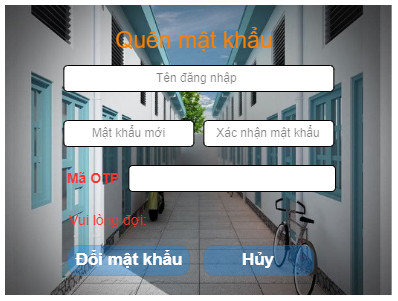 Quên mật khẩu
Tên đăng nhập
Mật khẩu mới Xác nhận mật khẩu
Mã OTP
Vui lòng đợi.
Đổi mật khẩu Hủy